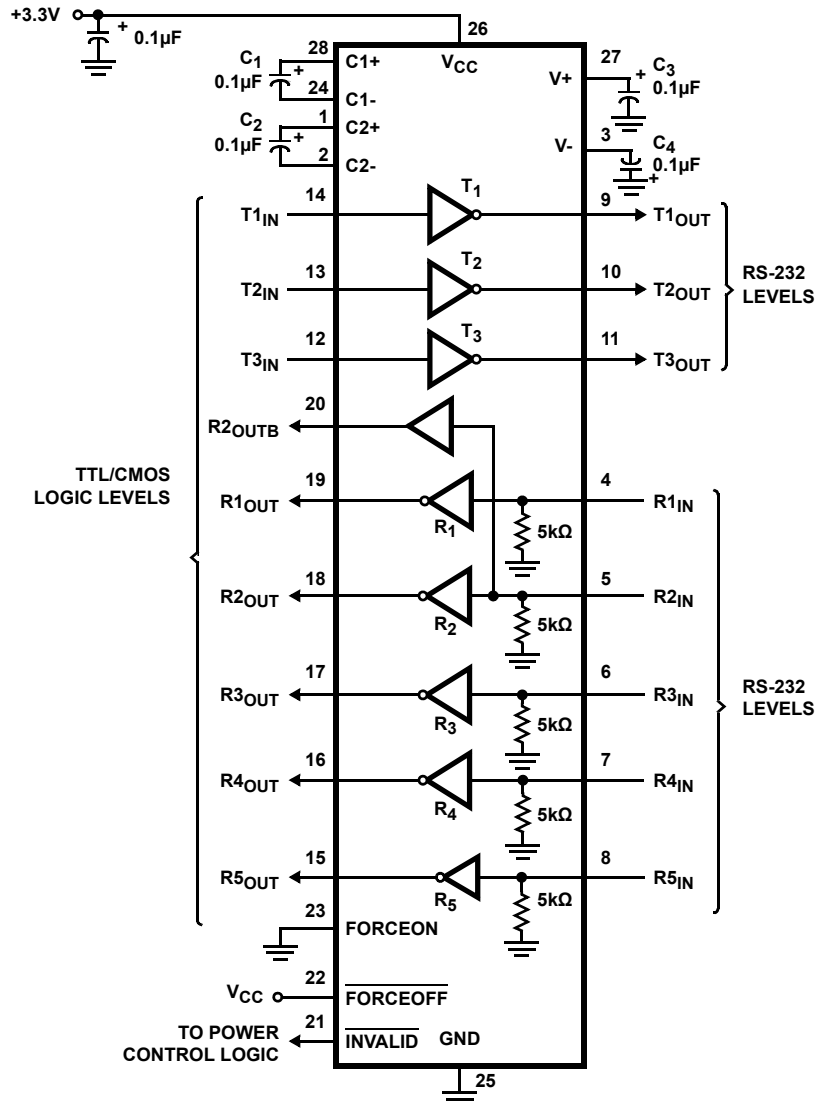 +3.3V
+
0.1µF
26
VCC
C1
0.1µF
+
28
C1+
24
C1-
C2
0.1µF
+
1
C2+
2
C2-
27
V+
+
C3
0.1µF
3
V-
C4
0.1µF
+
T1IN
14
T1
9
T1OUT
T2IN
13
T2
10
T2OUT
T3IN
12
T3
11
T3OUT
RS-232
LEVELS
R2OUTB
20
TTL/CMOS
LOGIC LEVELS
R1OUT
19
R1
5kΩ
4
R1IN
R2OUT
18
R2
5kΩ
5
R2IN
R3OUT
17
R3
5kΩ
6
R3IN
RS-232
LEVELS
R4OUT
16
R4
5kΩ
7
R4IN
R5OUT
15
R5
5kΩ
8
R5IN
23
FORCEON
VCC
22
FORCEOFF
TO POWER
CONTROL LOGIC
21
INVALID
GND
25